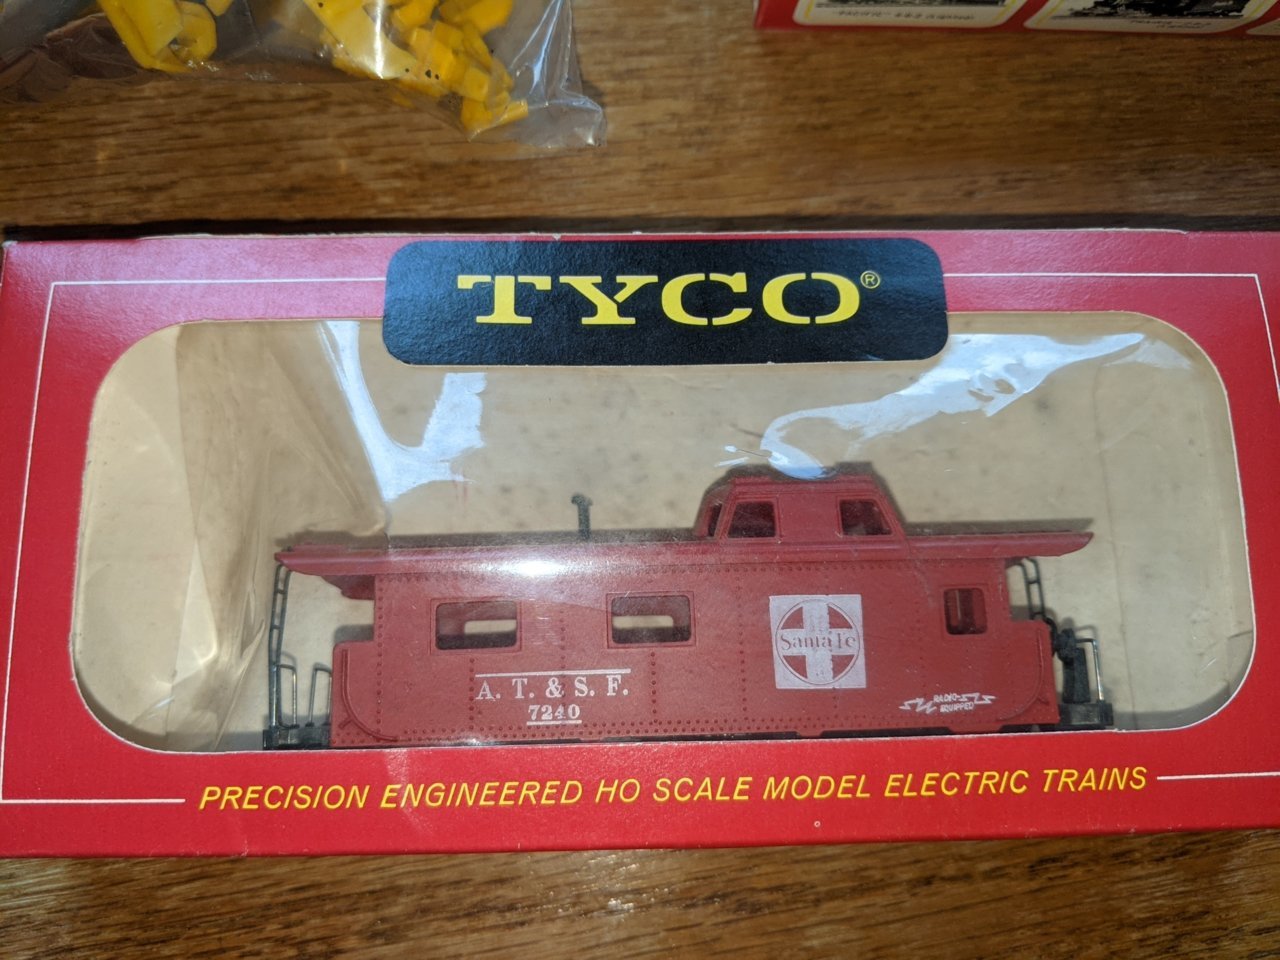 TYCO®
Santa Fe
A. T. & S. F.
7240
RADIO
EQUIPPED
PRECISION ENGINEERED HO SCALE MODEL ELECTRIC TRAINS